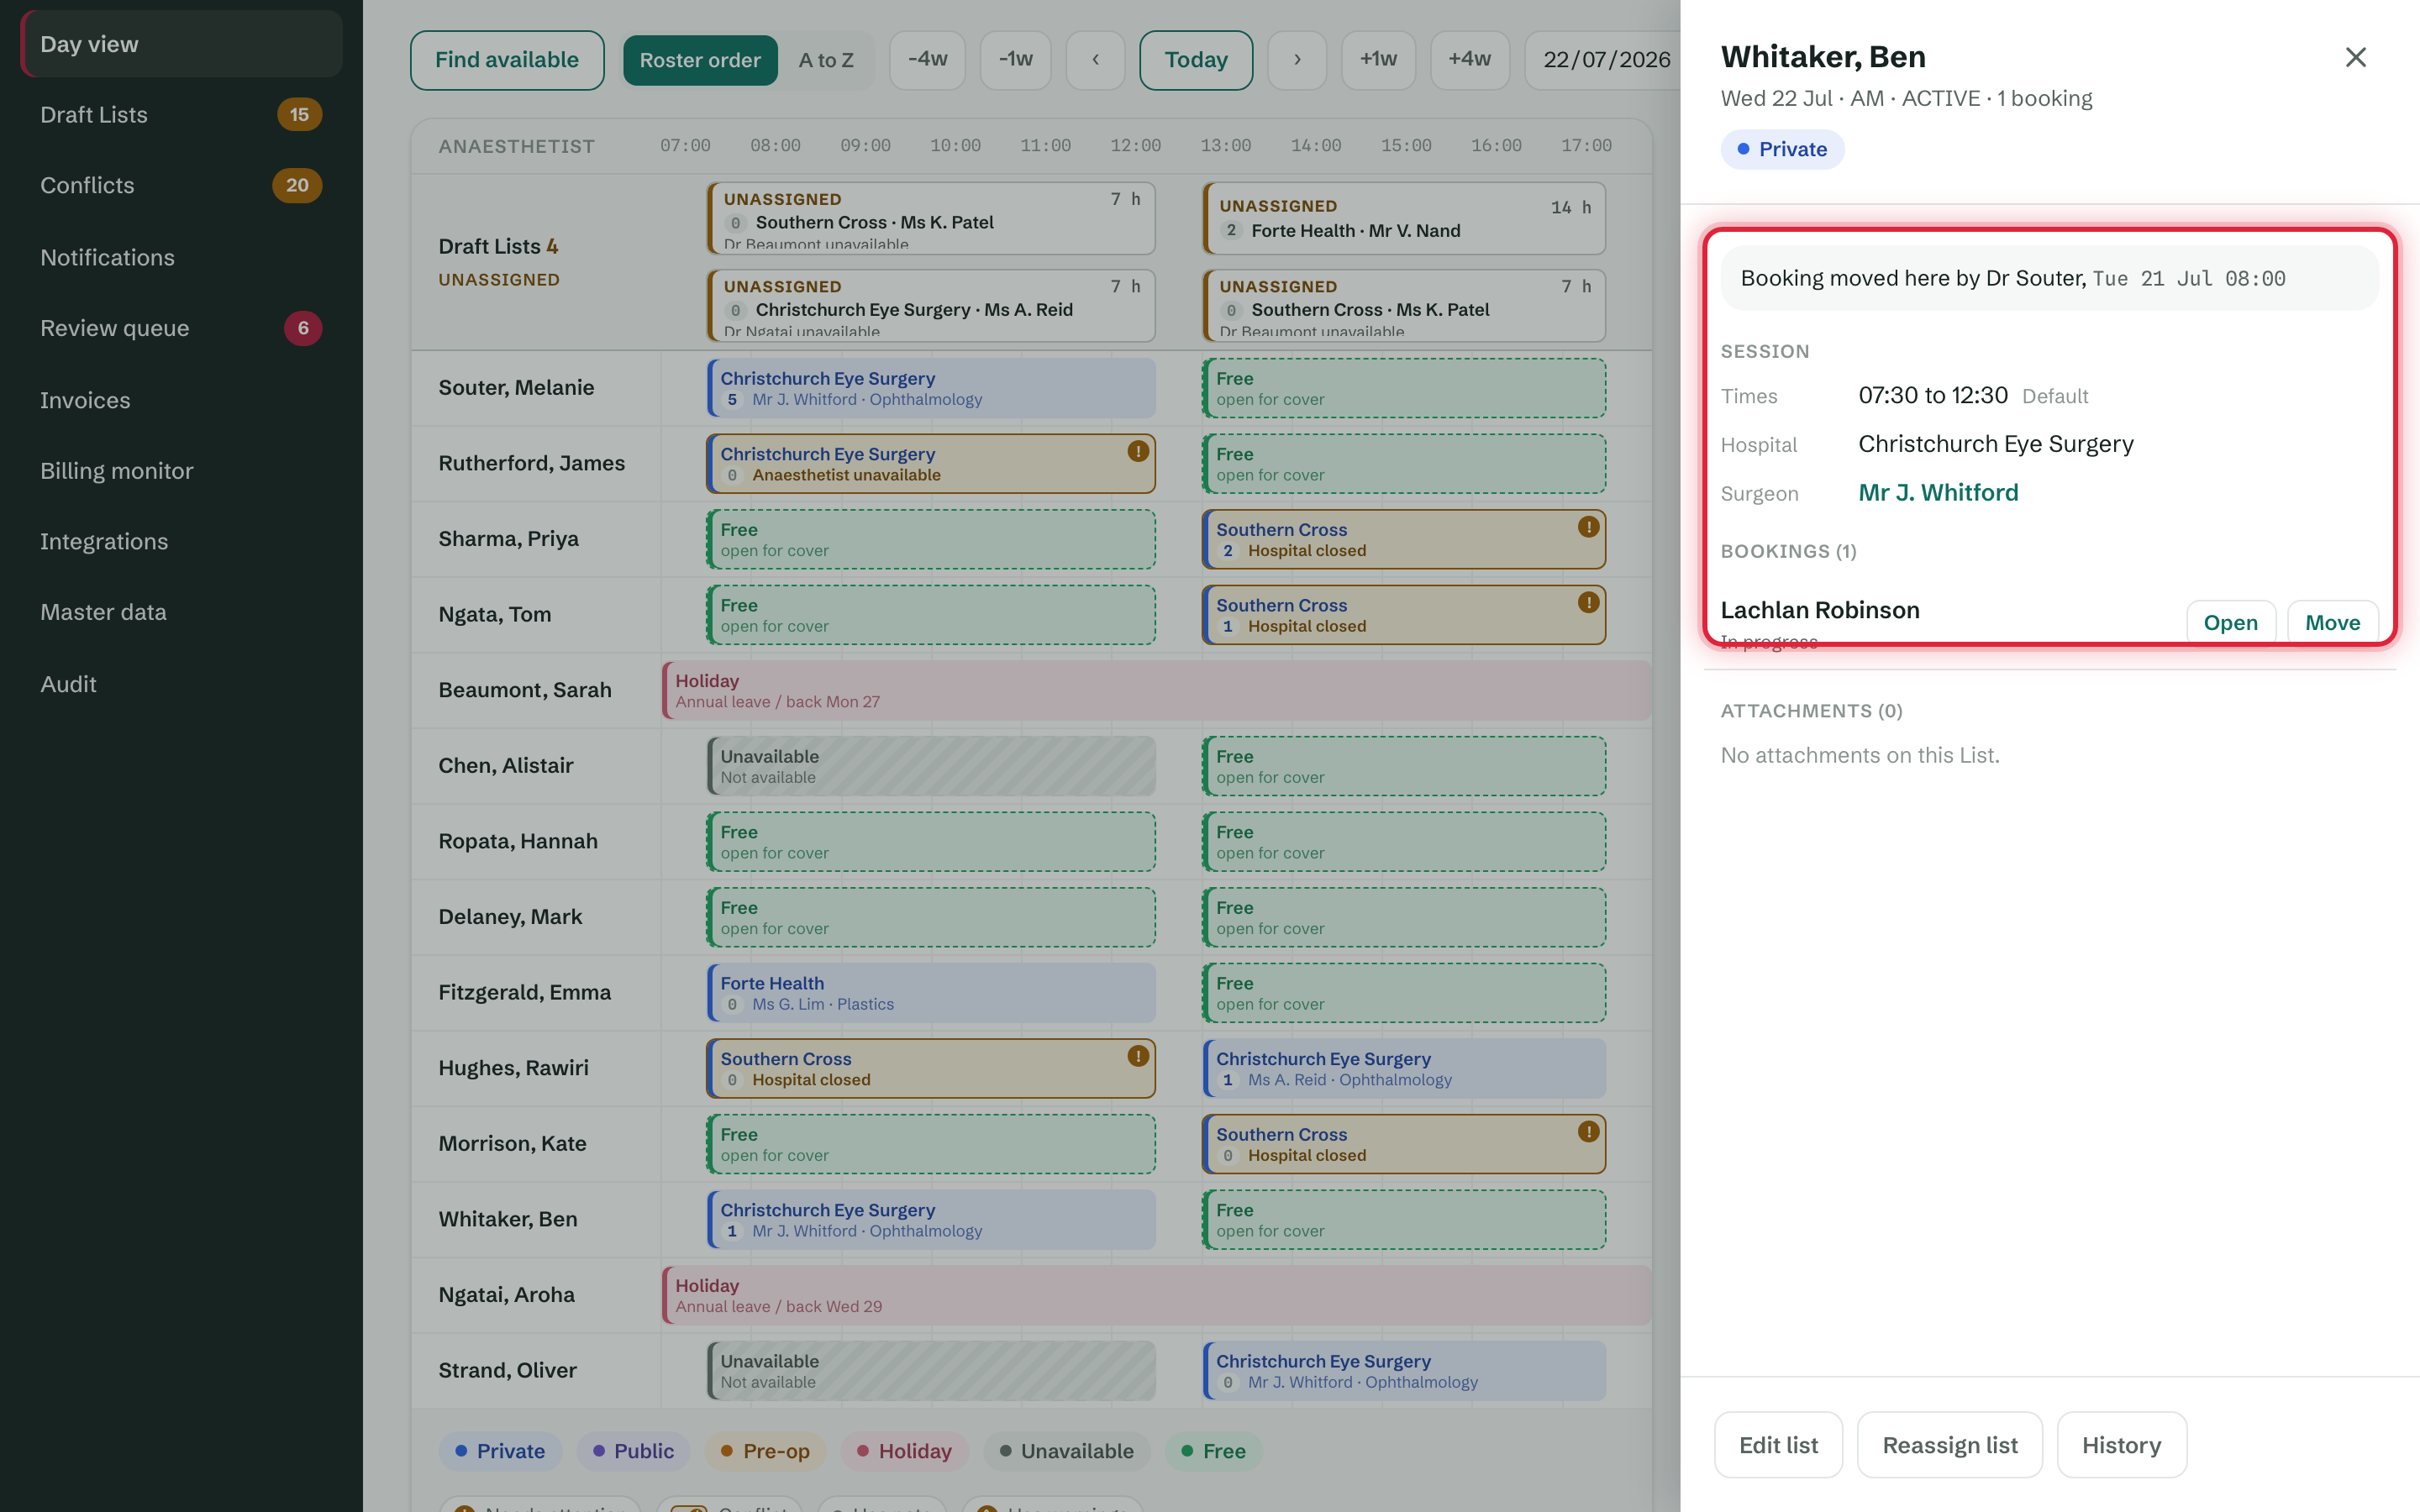 Day view
Draft Lists 15
Conflicts 20
Notifications
Review queue 6
Invoices
Billing monitor
Integrations
Master data
Audit
Find available Roster order A to Z -4w -1w ‹ Today › +1w +4w 22/07/2026
ANAESTHETIST 07:00 08:00 09:00 10:00 11:00 12:00 13:00 14:00 15:00 16:00 17:00
Draft Lists 4
UNASSIGNED
UNASSIGNED 7 h
0 Southern Cross · Ms K. Patel
Dr Beaumont unavailable
UNASSIGNED 14 h
2 Forte Health · Mr V. Nand
UNASSIGNED 7 h
0 Christchurch Eye Surgery · Ms A. Reid
Dr Ngatai unavailable
UNASSIGNED 7 h
0 Southern Cross · Ms K. Patel
Dr Beaumont unavailable
Souter, Melanie
Christchurch Eye Surgery
5 Mr J. Whitford · Ophthalmology
Free
open for cover
Rutherford, James
Christchurch Eye Surgery !
0 Anaesthetist unavailable
Free
open for cover
Sharma, Priya
Free
open for cover
Southern Cross !
2 Hospital closed
Ngata, Tom
Free
open for cover
Southern Cross !
1 Hospital closed
Beaumont, Sarah
Holiday
Annual leave / back Mon 27
Chen, Alistair
Unavailable
Not available
Free
open for cover
Ropata, Hannah
Free
open for cover
Free
open for cover
Delaney, Mark
Free
open for cover
Free
open for cover
Fitzgerald, Emma
Forte Health
0 Ms G. Lim · Plastics
Free
open for cover
Hughes, Rawiri
Southern Cross !
0 Hospital closed
Christchurch Eye Surgery
1 Ms A. Reid · Ophthalmology
Morrison, Kate
Free
open for cover
Southern Cross !
0 Hospital closed
Whitaker, Ben
Christchurch Eye Surgery
1 Mr J. Whitford · Ophthalmology
Free
open for cover
Ngatai, Aroha
Holiday
Annual leave / back Wed 29
Strand, Oliver
Unavailable
Not available
Christchurch Eye Surgery
0 Mr J. Whitford · Ophthalmology
Private Public Pre-op Holiday Unavailable Free
Whitaker, Ben
Wed 22 Jul · AM · ACTIVE · 1 booking
Private
Booking moved here by Dr Souter, Tue 21 Jul 08:00
SESSION
Times 07:30 to 12:30 Default
Hospital Christchurch Eye Surgery
Surgeon Mr J. Whitford
BOOKINGS (1)
Lachlan Robinson
In progress
Open Move
ATTACHMENTS (0)
No attachments on this List.
Edit list Reassign list History